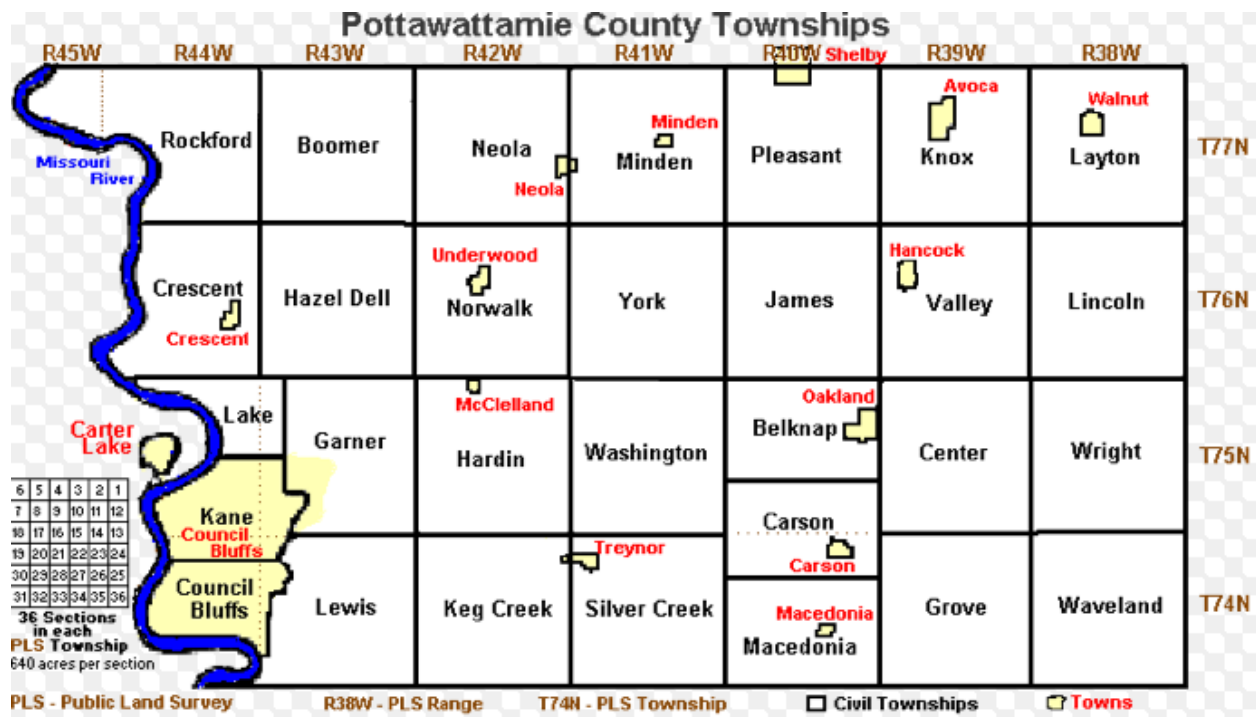 Pottawattamie County Townships
R45W R44W R43W R42W R41W R40W Shelby R39W R38W
Avoca
Walnut
Minden
Rockford Boomer Neola Minden Pleasant Knox Layton T77N
Missouri
River
Neola
Underwood
Hancock
Crescent Hazel Dell Norwalk York James Valley Lincoln T76N
Crescent
McClelland
Oakland
Lake
Carter
Lake
Garner Hardin Washington Belknap Center Wright T75N
6 5 4 3 2 1
7 8 9 10 11 12
18 17 16 15 14 13
19 20 21 22 23 24
30 29 28 27 26 25
31 32 33 34 35 36
36 Sections
in each
PLS Township
640 acres per section
Kane
Council
Bluffs
Carson
Treynor
Carson
Council
Bluffs
Lewis Keg Creek Silver Creek Grove Waveland T74N
Macedonia
Macedonia
PLS - Public Land Survey R38W - PLS Range T74N - PLS Township Civil Townships Towns